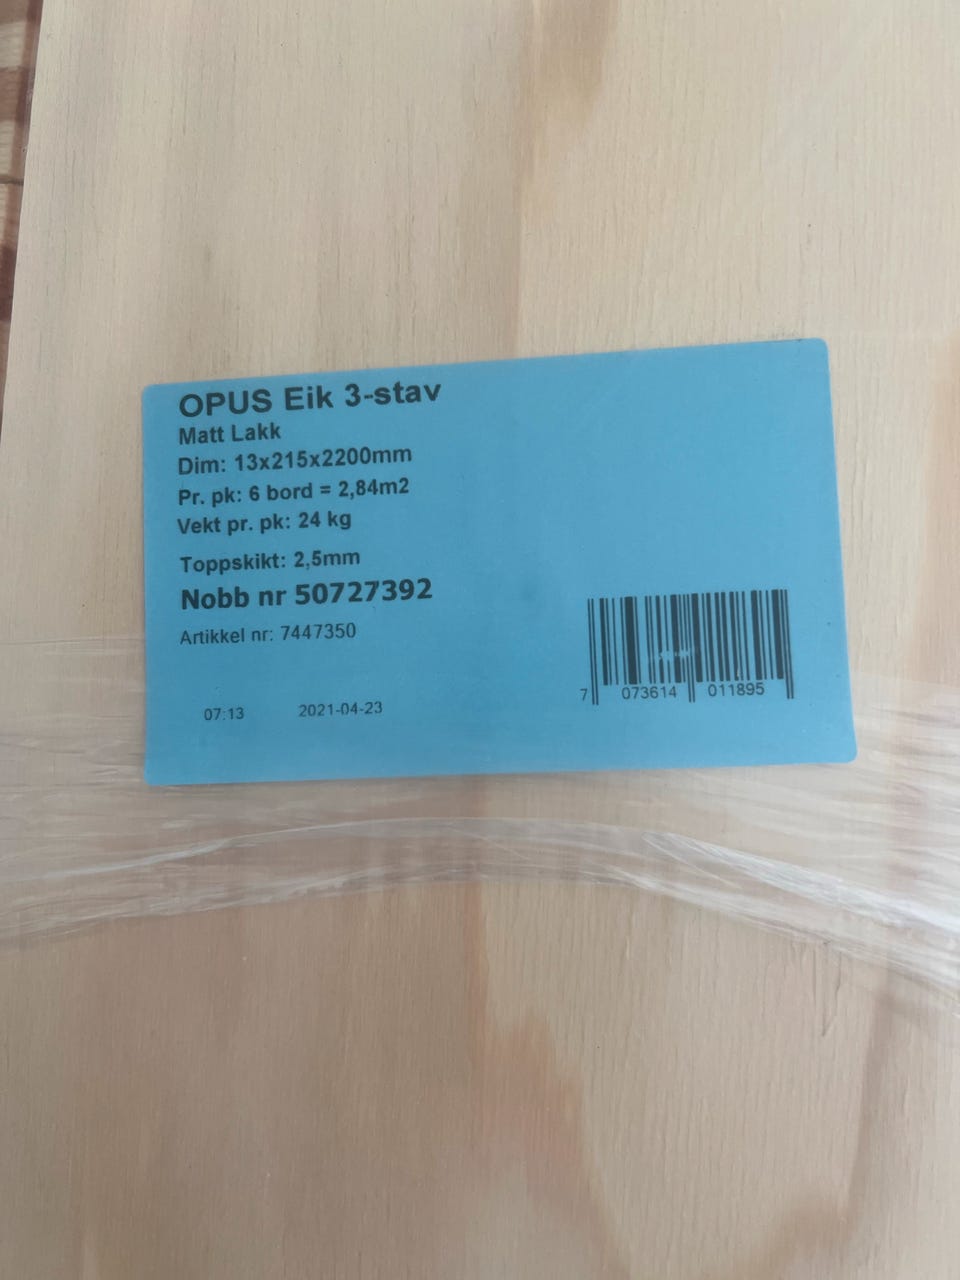 OPUS Eik 3-stav
Matt Lakk
Dim: 13x215x2200mm
Pr. pk: 6 bord = 2,84m2
Vekt pr. pk: 24 kg
Toppskikt: 2,5mm
Nobb nr 50727392
Artikkel nr: 7447350
07:13 2021-04-23
7 073614 011895